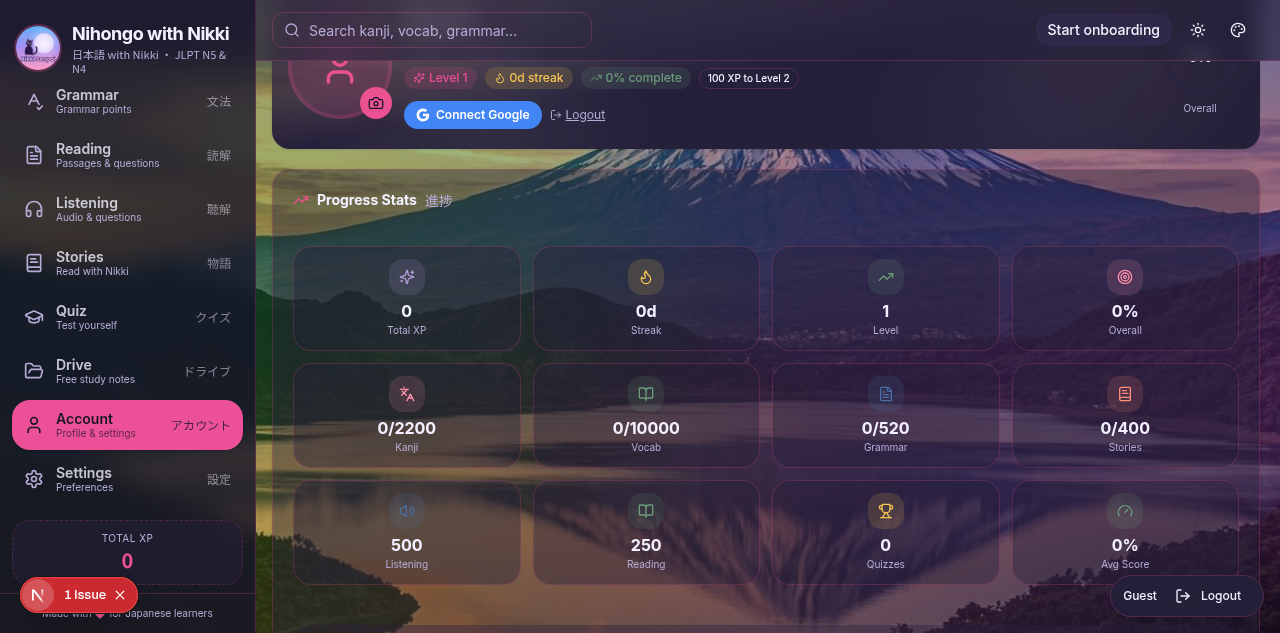 Nihongo with Nikki
日本語 with Nikki ・ JLPT N5 &
N4
Grammar
Grammar points
文法
Reading
Passages & questions
読解
Listening
Audio & questions
聴解
Stories
Read with Nikki
物語
Quiz
Test yourself
クイズ
Drive
Free study notes
ドライブ
Account
Profile & settings
アカウント
Settings
Preferences
設定
TOTAL XP
0
1 Issue
Made with
for Japanese learners
Search kanji, vocab, grammar...
Start onboarding
Level 1
0d streak
0% complete
100 XP to Level 2
Connect Google
Logout
Overall
Progress Stats 進捗
0
Total XP
0d
Streak
1
Level
0%
Overall
0/2200
Kanji
0/10000
Vocab
0/520
Grammar
0/400
Stories
500
Listening
250
Reading
0
Quizzes
0%
Avg Score
Guest
Logout